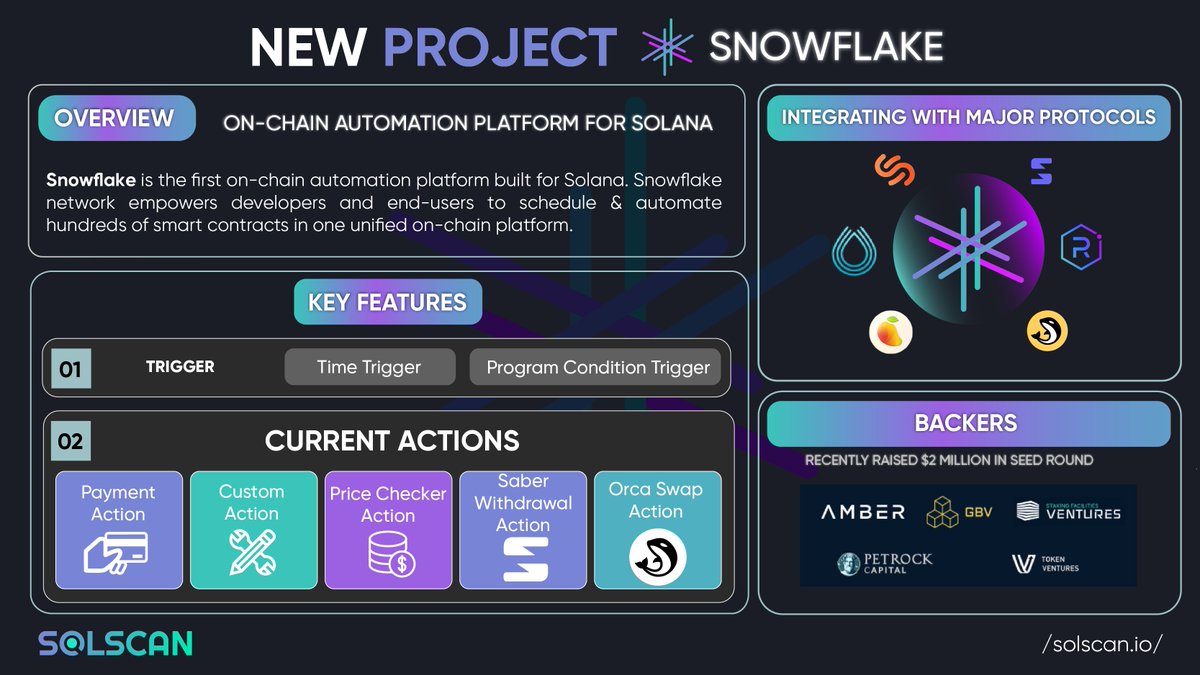 NEW PROJECT SNOWFLAKE
OVERVIEW
ON-CHAIN AUTOMATION PLATFORM FOR SOLANA
Snowflake is the first on-chain automation platform built for Solana. Snowflake
network empowers developers and end-users to schedule & automate
hundreds of smart contracts in one unified on-chain platform.
KEY FEATURES
01
TRIGGER
Time Trigger
Program Condition Trigger
02
CURRENT ACTIONS
Payment
Action
Custom
Action
Price Checker
Action
Saber
Withdrawal
Action
Orca Swap
Action
INTEGRATING WITH MAJOR PROTOCOLS
R
BACKERS
RECENTLY RAISED $2 MILLION IN SEED ROUND
AMBER
GBV
STAKING FACILITIES
VENTURES
PETROCK
CAPITAL
TOKEN
VENTURES
SOLSCAN
/solscan.io/